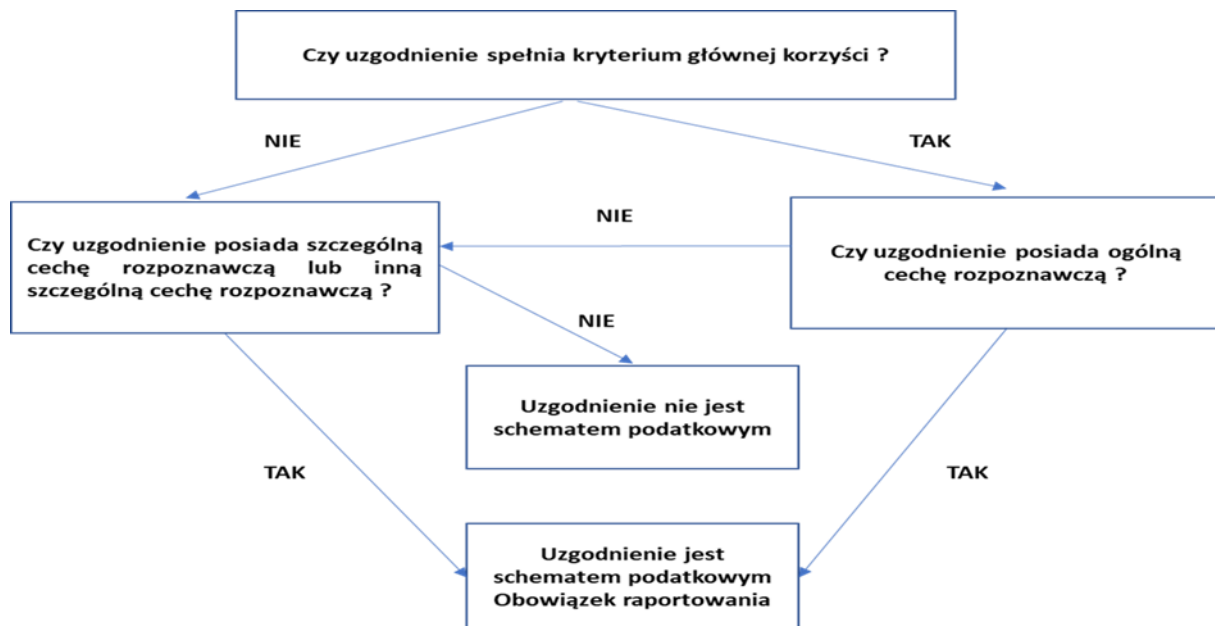 Czy uzgodnienie spełnia kryterium głównej korzyści ?
NIE
TAK
Czy uzgodnienie posiada szczególną
cechę rozpoznawczą lub inną
szczególną cechę rozpoznawczą ?
NIE
Czy uzgodnienie posiada ogólną
cechę rozpoznawczą ?
NIE
Uzgodnienie nie jest
schematem podatkowym
TAK
TAK
Uzgodnienie jest
schematem podatkowym
Obowiązek raportowania